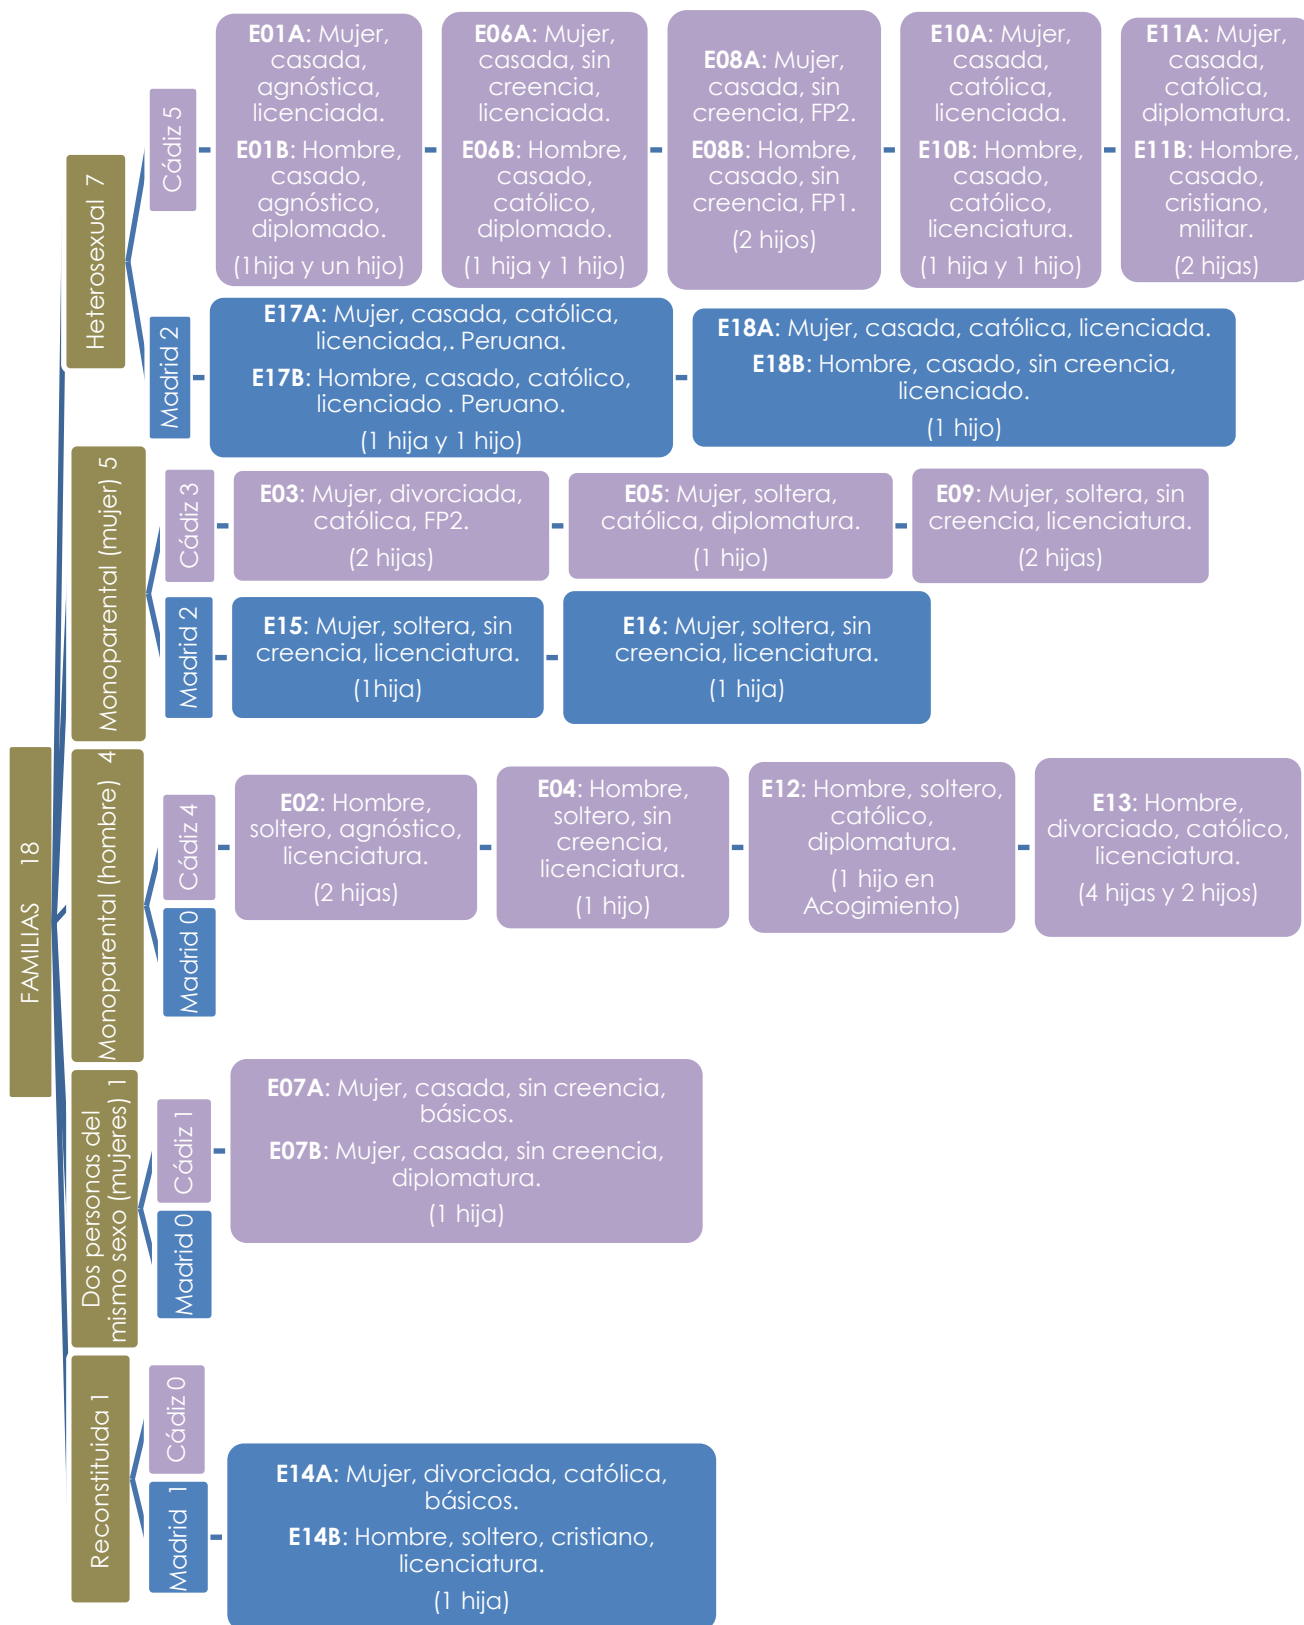 FAMILIAS 18
Heterosexual 7
Cádiz 5
E01A: Mujer,
casada,
agnóstica,
licenciada.
E01B: Hombre,
casado,
agnóstico,
diplomado.
(1hija y un hijo)
E06A: Mujer,
casada, sin
creencia,
licenciada.
E06B: Hombre,
casado,
católico,
diplomado.
(1 hija y 1 hijo)
E08A: Mujer,
casada, sin
creencia, FP2.
E08B: Hombre,
casado, sin
creencia, FP1.
(2 hijos)
E10A: Mujer,
casada,
católica,
licenciada.
E10B: Hombre,
casado,
católico,
licenciatura.
(1 hija y 1 hijo)
E11A: Mujer,
casada,
católica,
diplomatura.
E11B: Hombre,
casado,
cristiano,
militar.
(2 hijas)
Madrid 2
E17A: Mujer, casada, católica,
licenciada,. Peruana.
E17B: Hombre, casado, católico,
licenciado . Peruano.
(1 hija y 1 hijo)
E18A: Mujer, casada, católica, licenciada.
E18B: Hombre, casado, sin creencia,
licenciado.
(1 hijo)
Monoparental (mujer) 5
Cádiz 3
E03: Mujer, divorciada,
católica, FP2.
(2 hijas)
E05: Mujer, soltera,
católica, diplomatura.
(1 hijo)
E09: Mujer, soltera, sin
creencia, licenciatura.
(2 hijas)
Madrid 2
E15: Mujer, soltera, sin
creencia, licenciatura.
(1hija)
E16: Mujer, soltera, sin
creencia, licenciatura.
(1 hija)
Monoparental (hombre) 4
Cádiz 4
E02: Hombre,
soltero, agnóstico,
licenciatura.
(2 hijas)
E04: Hombre,
soltero, sin
creencia,
licenciatura.
(1 hijo)
E12: Hombre, soltero,
católico,
diplomatura.
(1 hijo en
Acogimiento)
E13: Hombre,
divorciado, católico,
licenciatura.
(4 hijas y 2 hijos)
Madrid 0
Dos personas del
mismo sexo (mujeres) 1
Cádiz 1
E07A: Mujer, casada, sin creencia,
básicos.
E07B: Mujer, casada, sin creencia,
diplomatura.
(1 hija)
Madrid 0
Reconstituida 1
Cádiz 0
Madrid 1
E14A: Mujer, divorciada, católica,
básicos.
E14B: Hombre, soltero, cristiano,
licenciatura.
(1 hija)